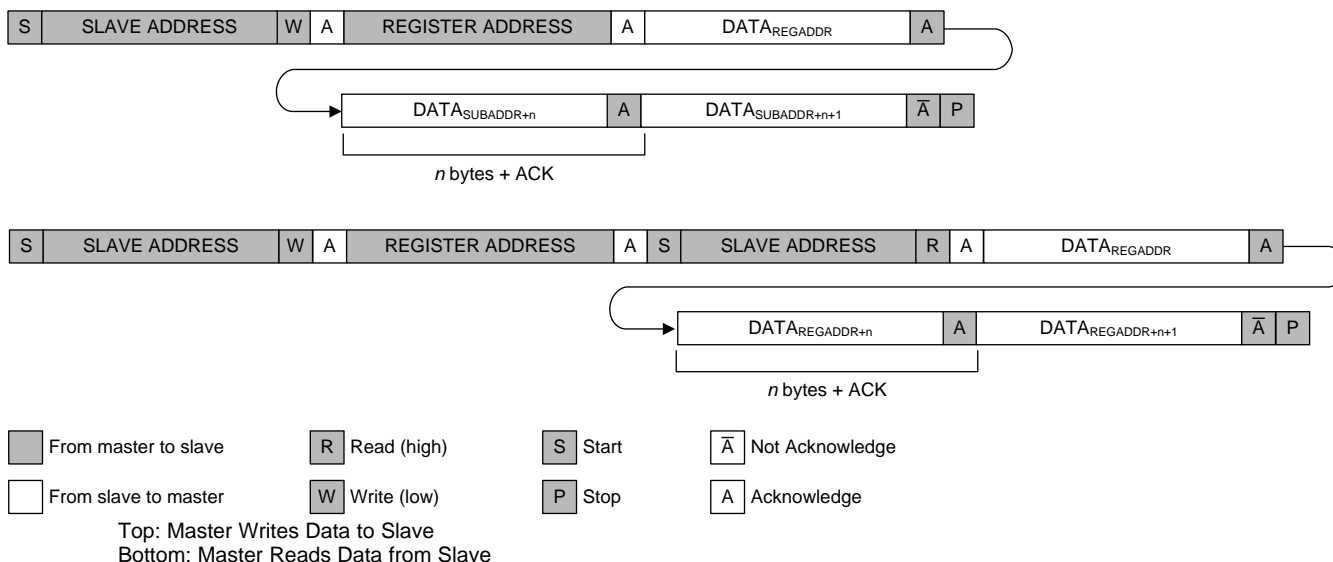 S SLAVE ADDRESS W A REGISTER ADDRESS A DATAREGADDR A
DATASUBADDR+n A DATASUBADDR+n+1 A̅ P
n bytes + ACK
S SLAVE ADDRESS W A REGISTER ADDRESS A S SLAVE ADDRESS R A DATAREGADDR A
DATAREGADDR+n A DATAREGADDR+n+1 A̅ P
n bytes + ACK
From master to slave R Read (high) S Start A̅ Not Acknowledge
From slave to master W Write (low) P Stop A Acknowledge
Top: Master Writes Data to Slave
Bottom: Master Reads Data from Slave